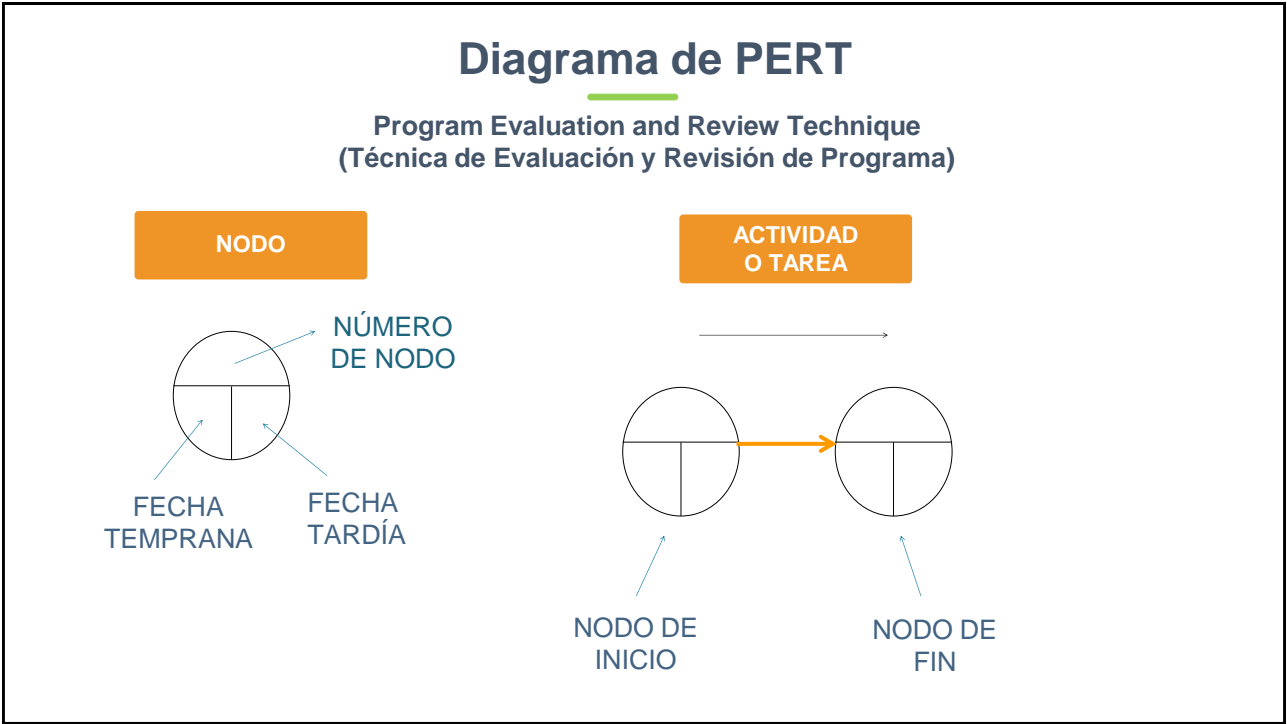 Diagrama de PERT
Program Evaluation and Review Technique
(Técnica de Evaluación y Revisión de Programa)
NODO
ACTIVIDAD
O TAREA
NÚMERO
DE NODO
FECHA
TEMPRANA
FECHA
TARDÍA
NODO DE
INICIO
NODO DE
FIN